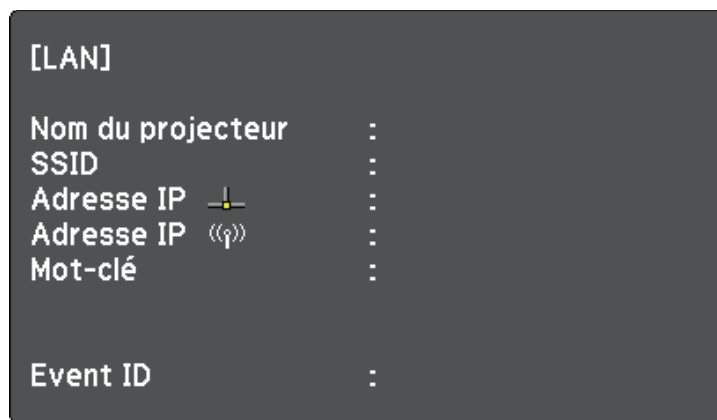 [LAN]
Nom du projecteur :
SSID :
Adresse IP :
Adresse IP :
Mot-clé :
Event ID :